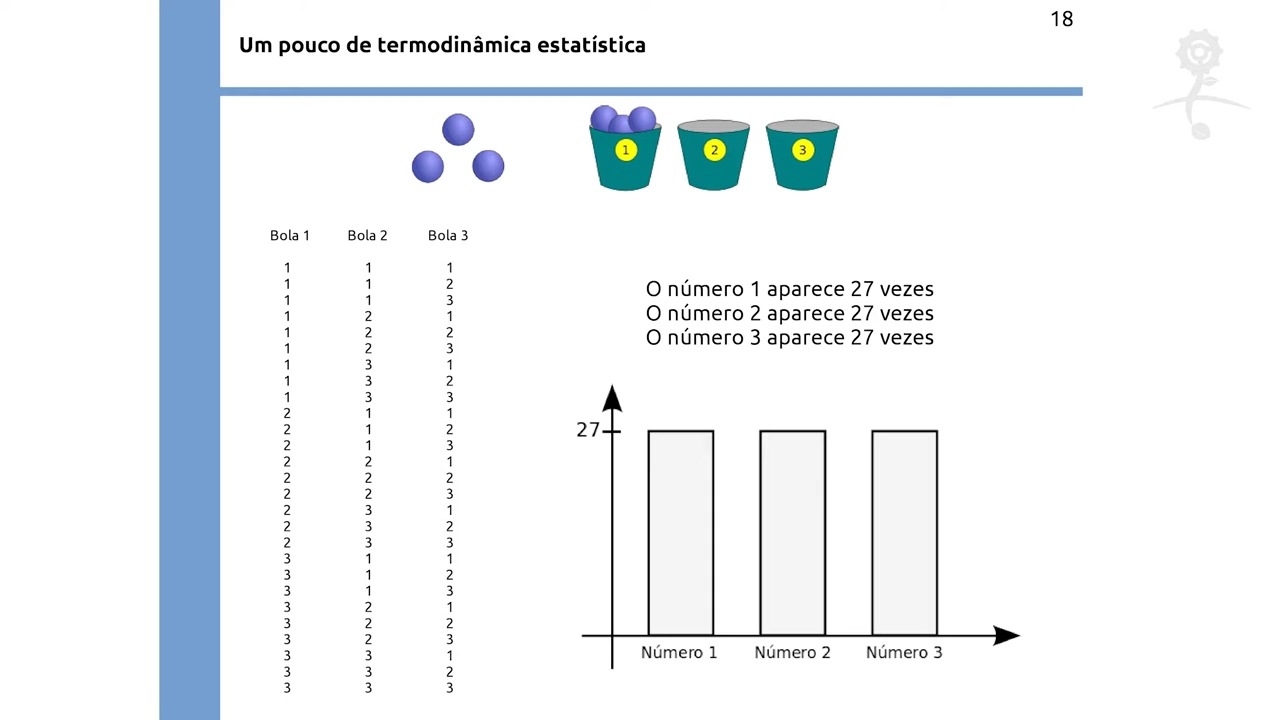 18
Um pouco de termodinâmica estatística
1 2 3
Bola 1 Bola 2 Bola 3
1 1 1
1 1 2
1 1 3
1 2 1
1 2 2
1 2 3
1 3 1
1 3 2
1 3 3
2 1 1
2 1 2
2 1 3
2 2 1
2 2 2
2 2 3
2 3 1
2 3 2
2 3 3
3 1 1
3 1 2
3 1 3
3 2 1
3 2 2
3 2 3
3 3 1
3 3 2
3 3 3
O número 1 aparece 27 vezes
O número 2 aparece 27 vezes
O número 3 aparece 27 vezes
27
Número 1 Número 2 Número 3